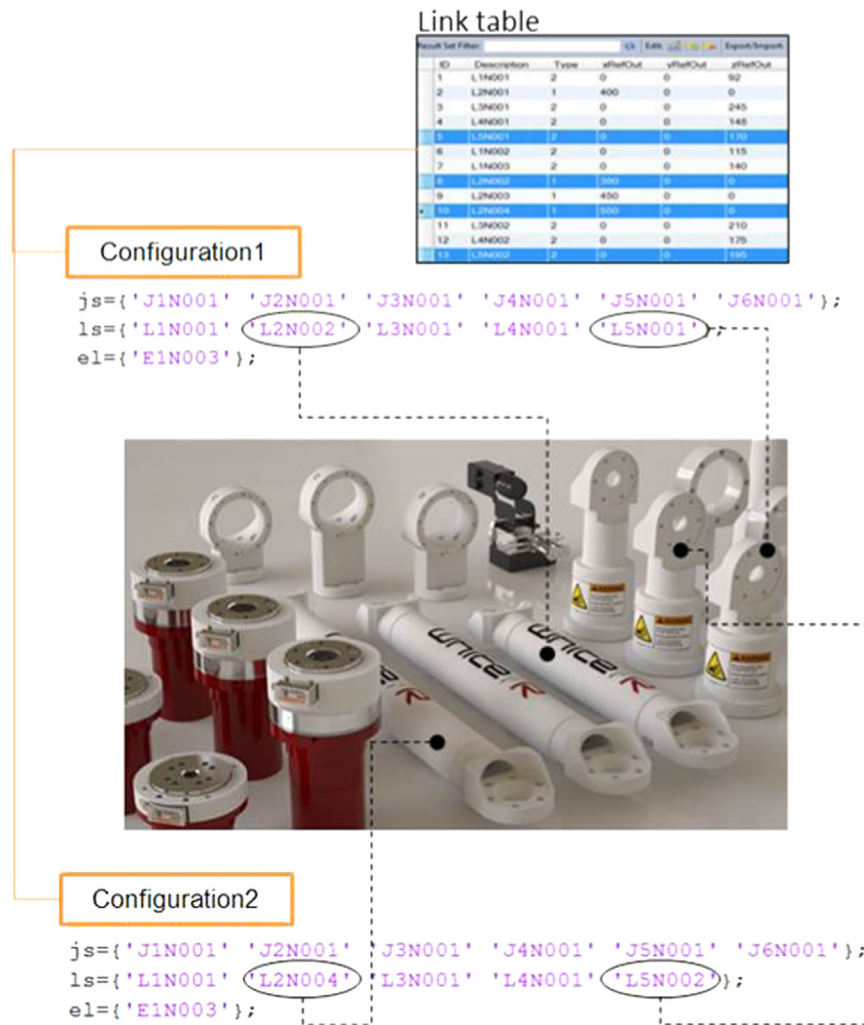 Link table
Result Set Filter: Edit: Export/Import:
ID Description Type xRefOut yRefOut zRefOut
1 L1N001 2 0 0 92
2 L2N001 1 400 0 0
3 L3N001 2 0 0 245
4 L4N001 2 0 0 148
5 L5N001 2 0 0 170
6 L1N002 2 0 0 115
7 L1N003 2 0 0 140
8 L2N002 1 350 0 0
9 L2N003 1 450 0 0
10 L2N004 1 550 0 0
11 L3N002 2 0 0 210
12 L4N002 2 0 0 175
13 L5N002 2 0 0 195
Configuration1
js={'J1N001' 'J2N001' 'J3N001' 'J4N001' 'J5N001' 'J6N001'};
ls={'L1N001' 'L2N002' 'L3N001' 'L4N001' 'L5N001'};
el={'E1N003'};
Configuration2
js={'J1N001' 'J2N001' 'J3N001' 'J4N001' 'J5N001' 'J6N001'};
ls={'L1N001' 'L2N004' 'L3N001' 'L4N001' 'L5N002'};
el={'E1N003'};